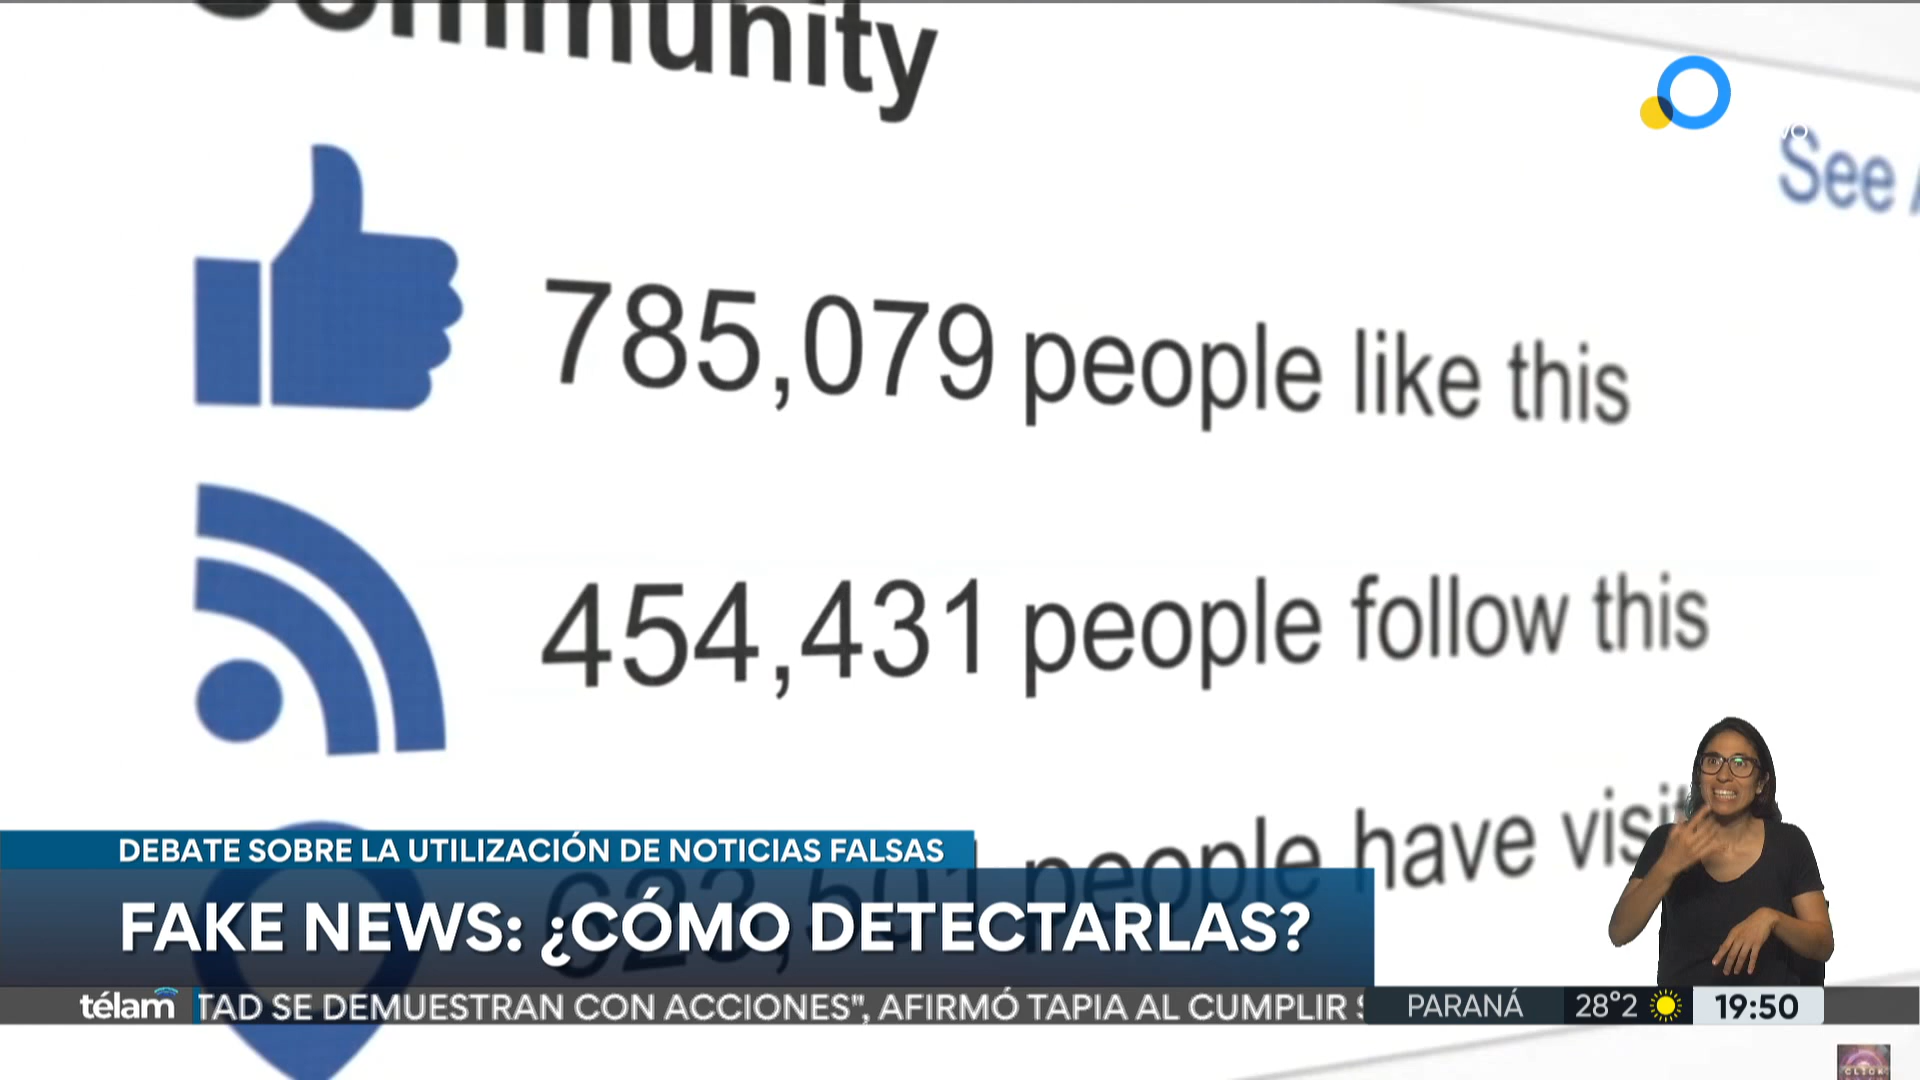 Community
See
785,079 people like this
454,431 people follow this
people have visit
DEBATE SOBRE LA UTILIZACIÓN DE NOTICIAS FALSAS
FAKE NEWS: ¿CÓMO DETECTARLAS?
télam TAD SE DEMUESTRAN CON ACCIONES", AFIRMÓ TAPIA AL CUMPLIR S PARANÁ 28°2 19:50
CLICK